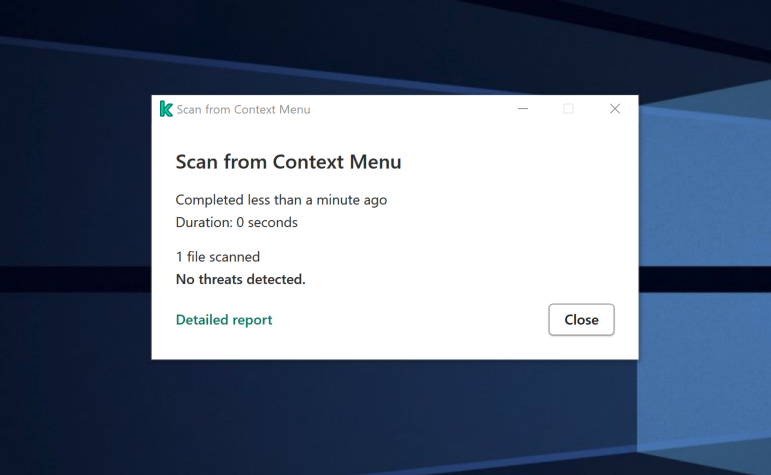 Scan from Context Menu
Scan from Context Menu
Completed less than a minute ago
Duration: 0 seconds
1 file scanned
No threats detected.
Detailed report
Close